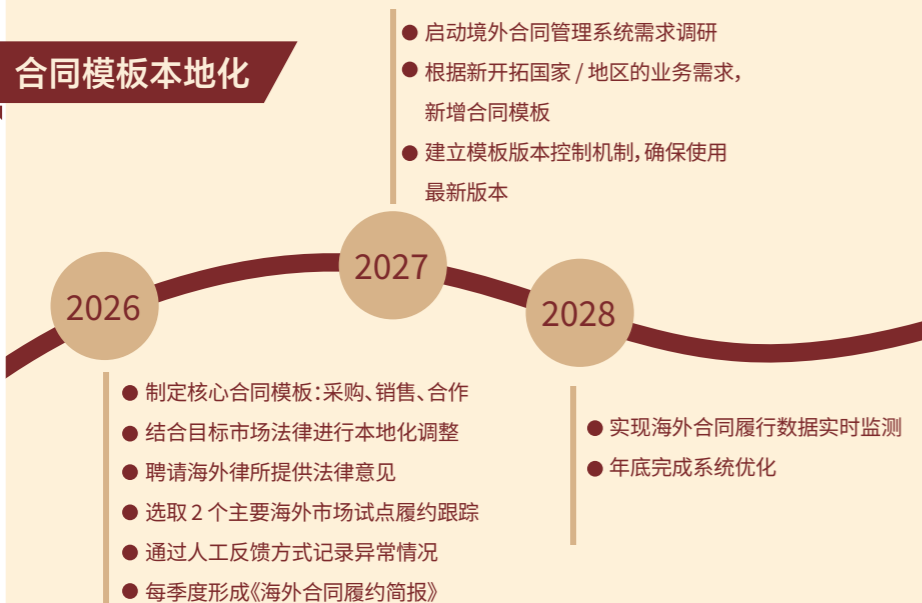 合同模板本地化
启动境外合同管理系统需求调研
根据新开拓国家 / 地区的业务需求，
新增合同模板
建立模板版本控制机制，确保使用
最新版本
2026
2027
2028
制定核心合同模板：采购、销售、合作
结合目标市场法律进行本地化调整
聘请海外律所提供法律意见
选取 2 个主要海外市场试点履约跟踪
通过人工反馈方式记录异常情况
每季度形成《海外合同履约简报》
实现海外合同履行数据实时监测
年底完成系统优化